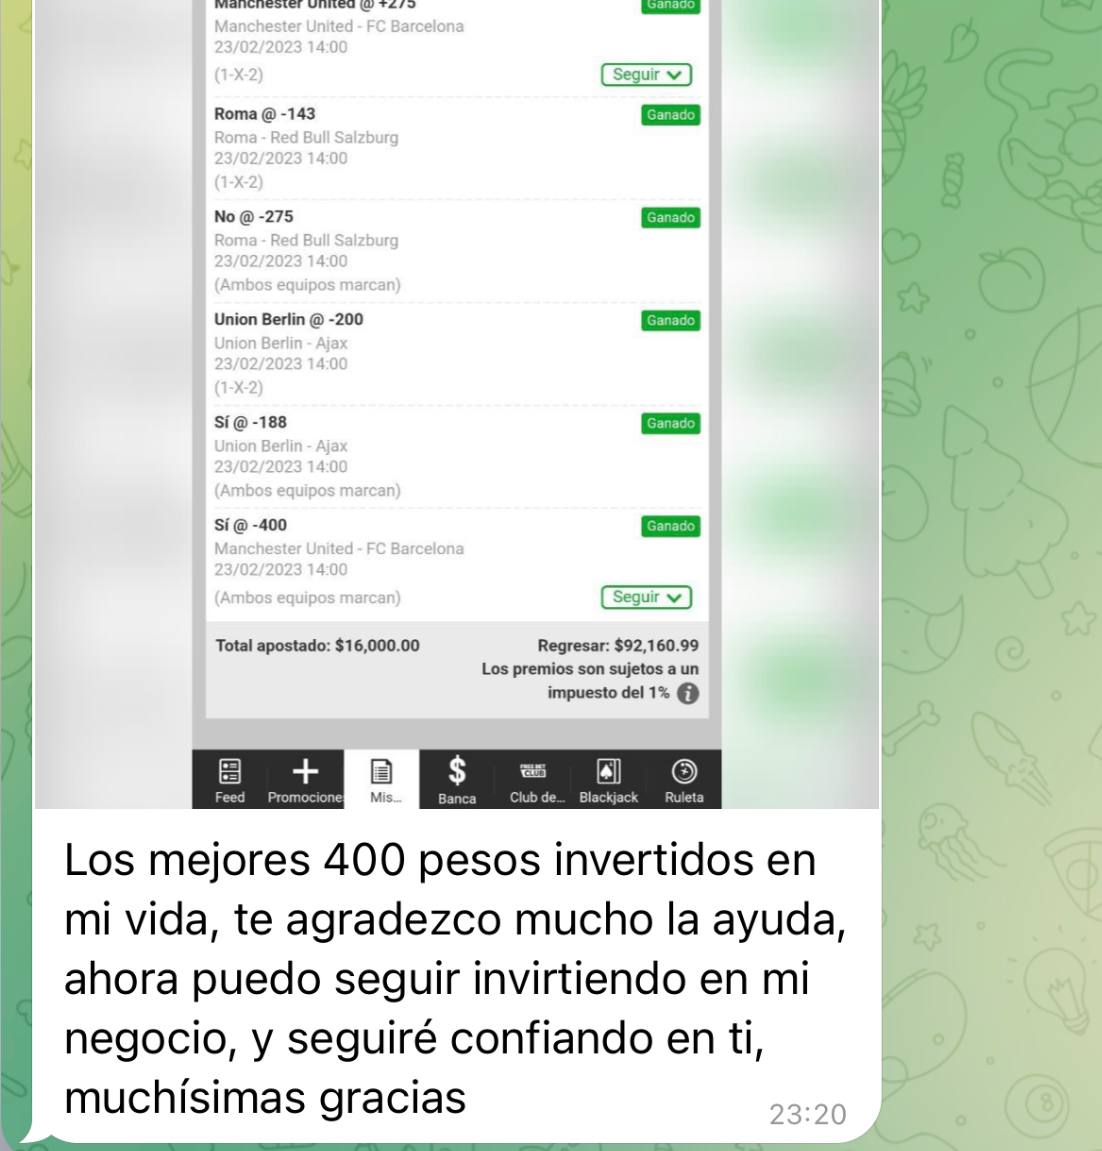 Manchester United @ +275
Ganado
Manchester United - FC Barcelona
23/02/2023 14:00
(1-X-2)
Seguir
Roma @ -143
Ganado
Roma - Red Bull Salzburg
23/02/2023 14:00
(1-X-2)
No @ -275
Ganado
Roma - Red Bull Salzburg
23/02/2023 14:00
(Ambos equipos marcan)
Union Berlin @ -200
Ganado
Union Berlin - Ajax
23/02/2023 14:00
(1-X-2)
Sí @ -188
Ganado
Union Berlin - Ajax
23/02/2023 14:00
(Ambos equipos marcan)
Sí @ -400
Ganado
Manchester United - FC Barcelona
23/02/2023 14:00
(Ambos equipos marcan)
Seguir
Total apostado: $16,000.00
Regresar: $92,160.99
Los premios son sujetos a un
impuesto del 1%
Feed
Promocione
Mis...
Banca
FREE BET
CLUB
Club de...
Blackjack
Ruleta
Los mejores 400 pesos invertidos en
mi vida, te agradezco mucho la ayuda,
ahora puedo seguir invirtiendo en mi
negocio, y seguiré confiando en ti,
muchísimas gracias
23:20